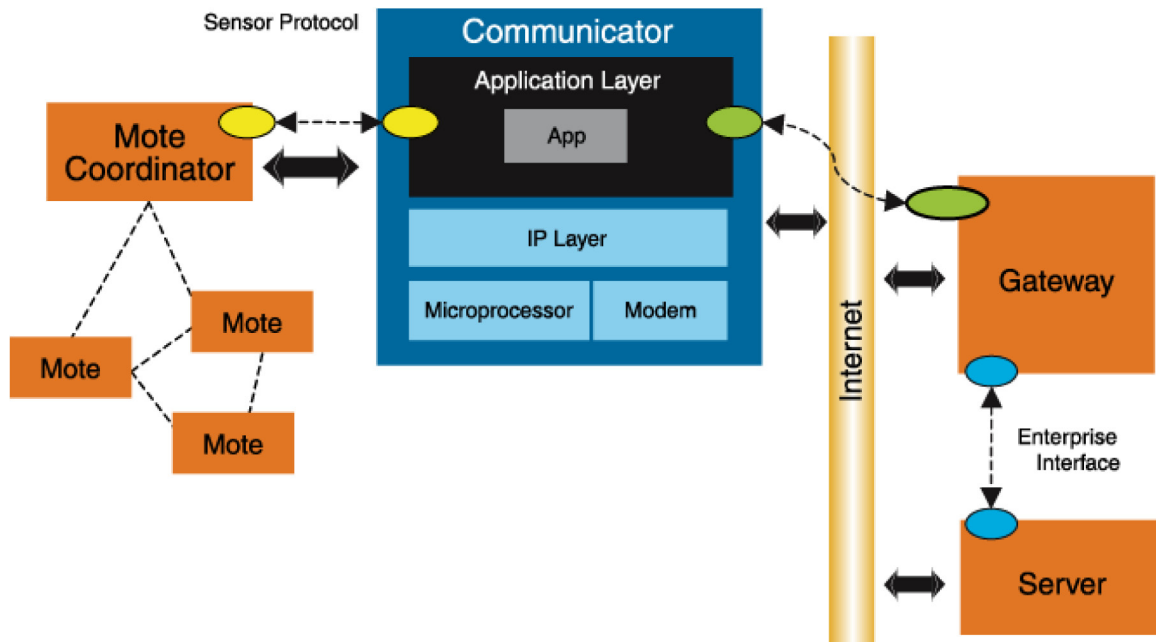 Sensor Protocol
Communicator
Application Layer
App
Mote
Coordinator
IP Layer
Microprocessor
Modem
Mote
Mote
Mote
Internet
Gateway
Enterprise
Interface
Server